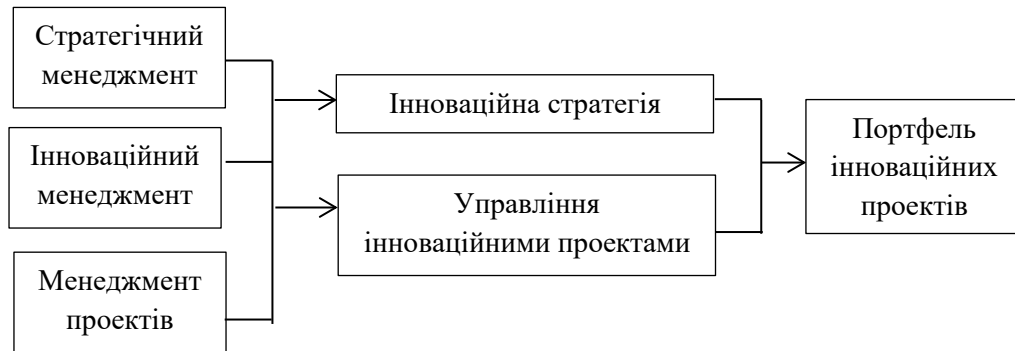 Стратегічний
менеджмент
Інноваційний
менеджмент
Менеджмент
проектів
Інноваційна стратегія
Управління
інноваційними проектами
Портфель
інноваційних
проектів